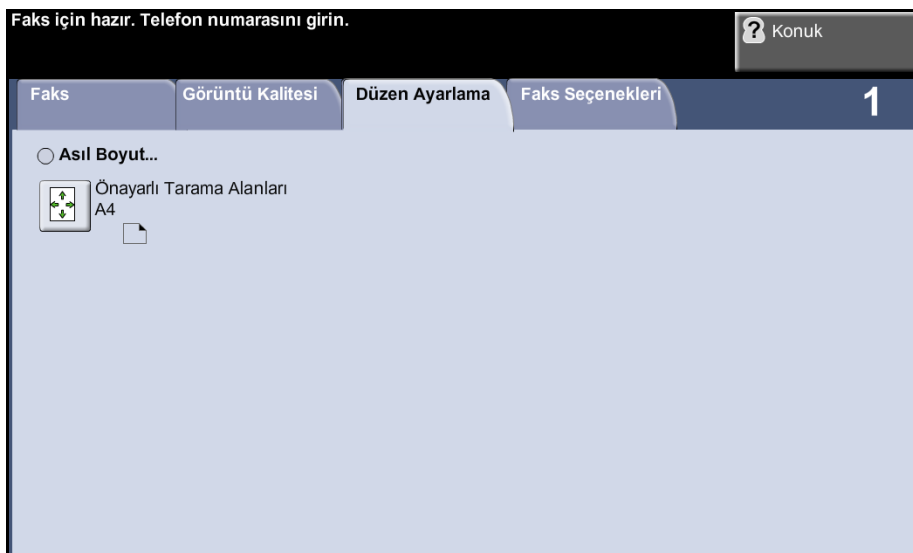 Faks için hazır. Telefon numarasını girin.
Konuk
Faks
Görüntü Kalitesi
Düzen Ayarlama
Faks Seçenekleri
1
Asıl Boyut...
Önayarlı Tarama Alanları
A4